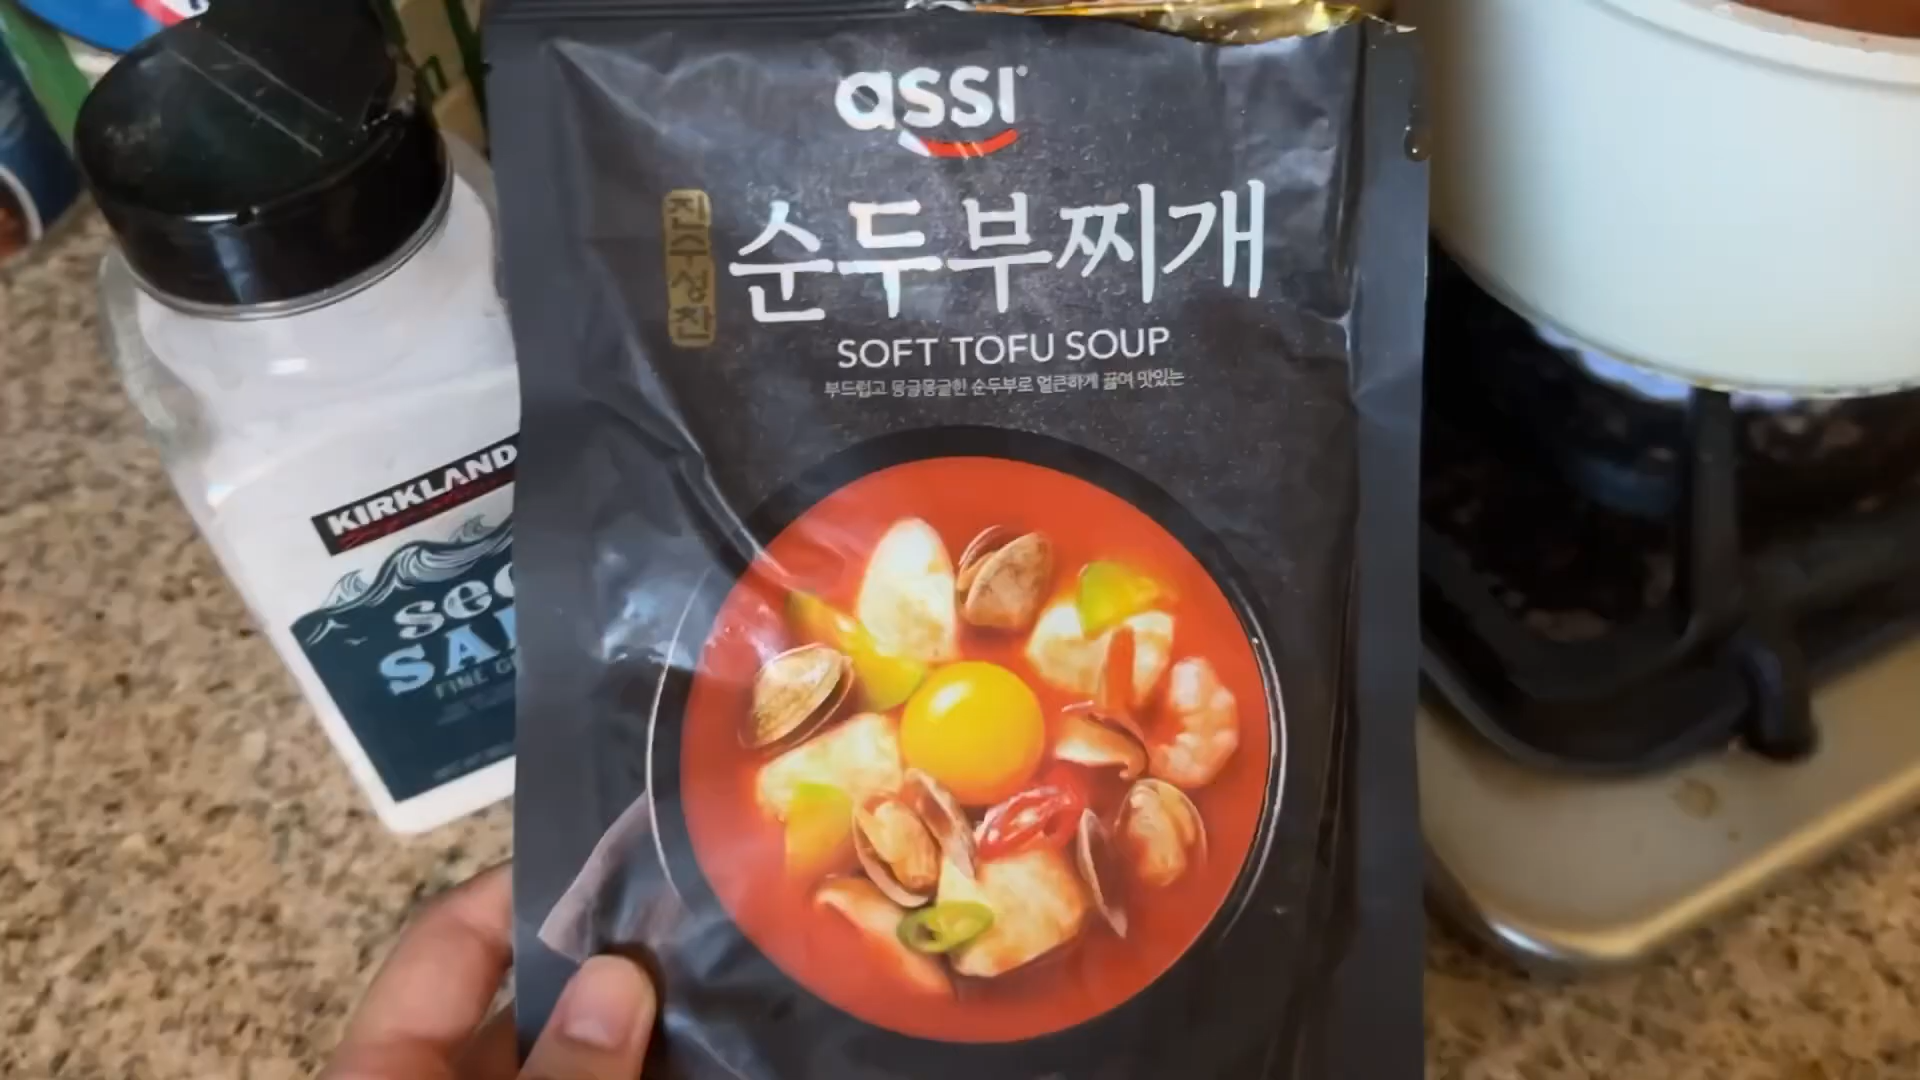 assi
진수성찬
순두부찌개
SOFT TOFU SOUP
부드럽고 몽글몽글한 순두부로 얼큰하게 끓여 맛있는
KIRKLAND
SAL
FINE G